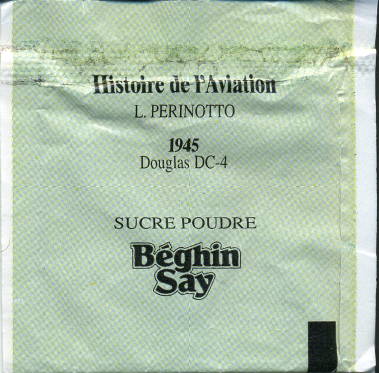 Histoire de l'Aviation
L. PERINOTTO
1945
Douglas DC-4
SUCRE POUDRE
Béghin
Say